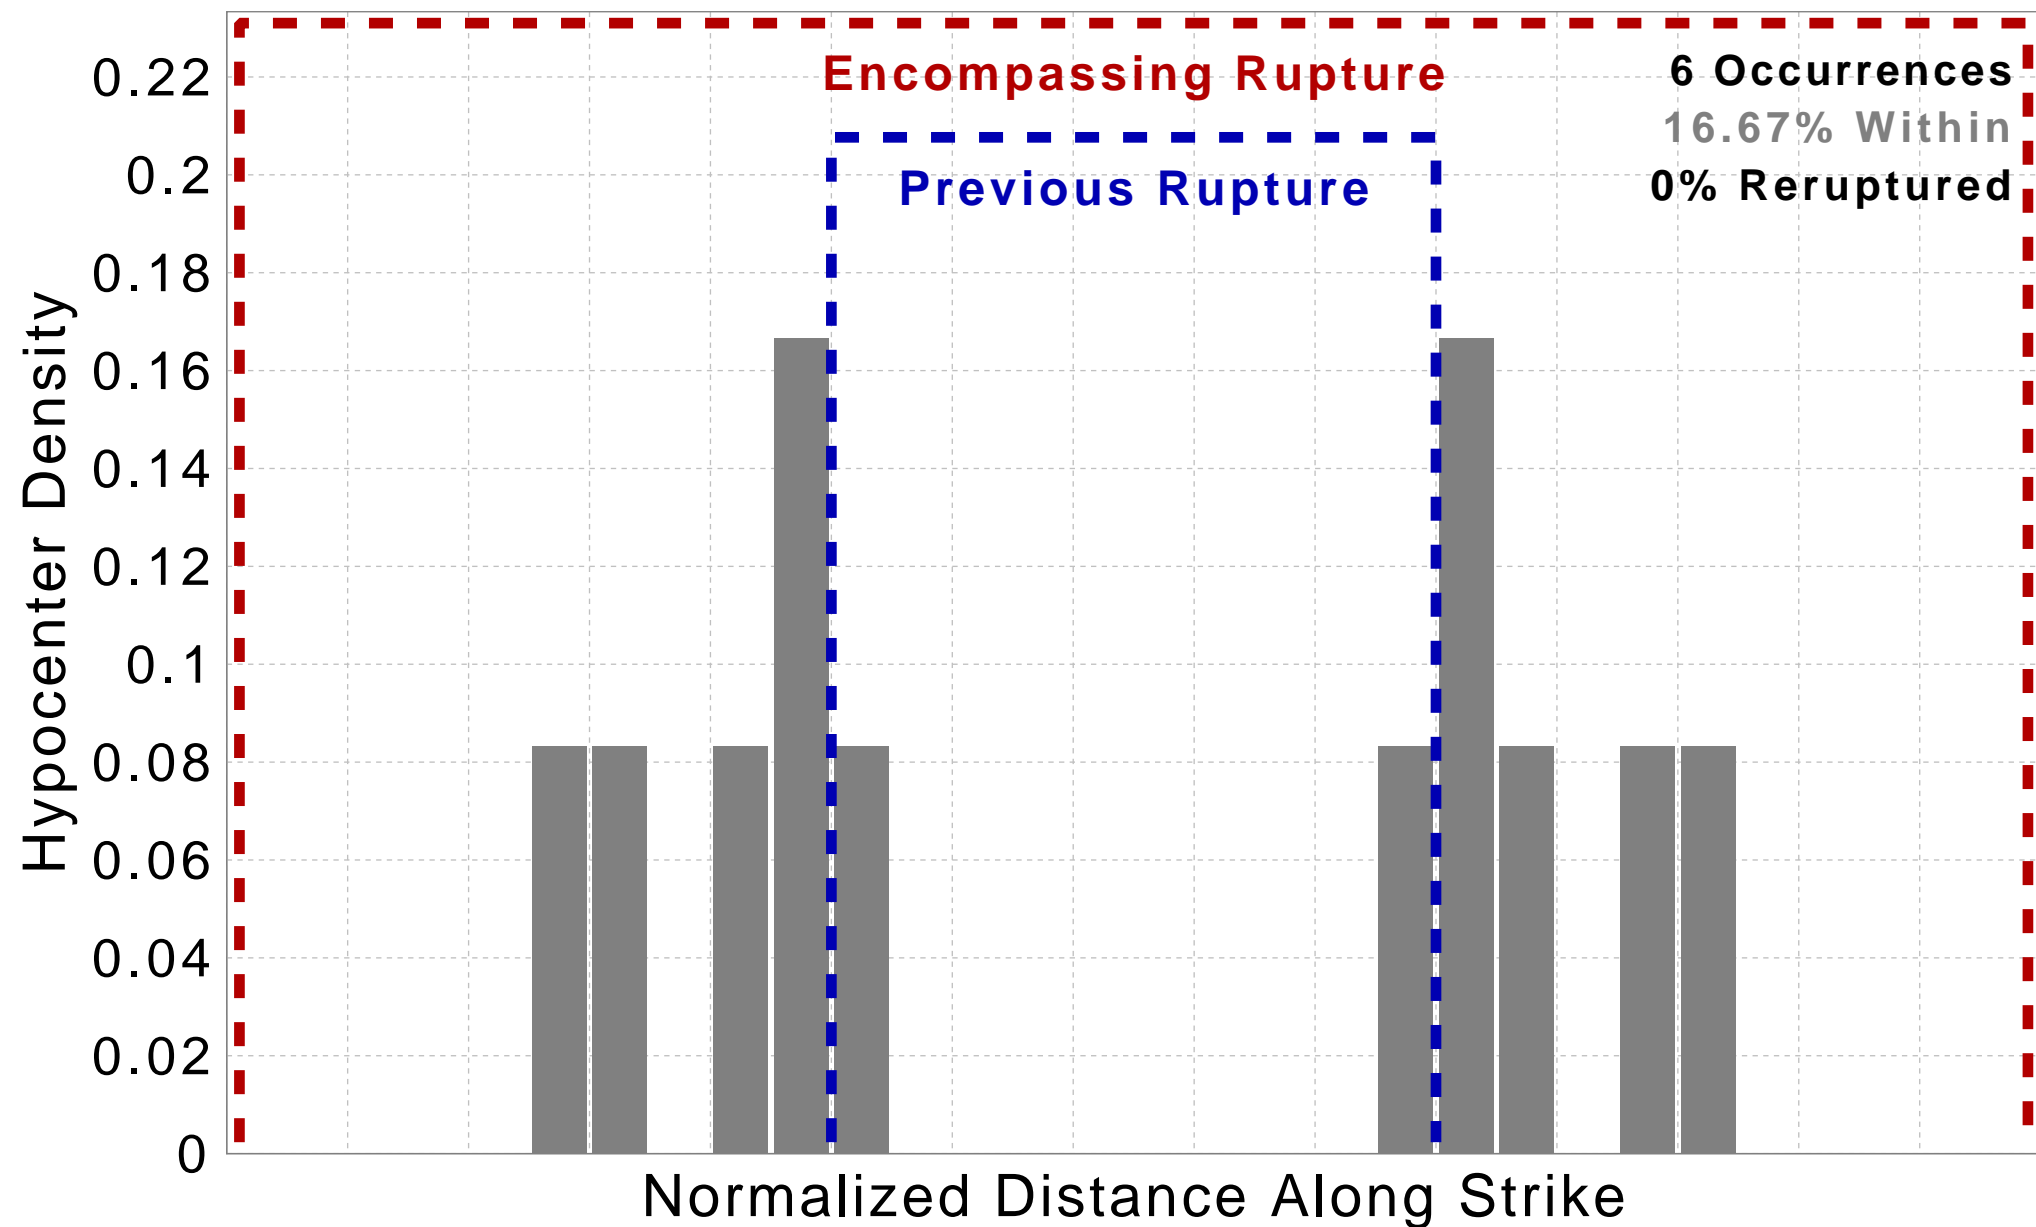 Encompassing Rupture
6 Occurrences
16.67% Within
Previous Rupture
0% Reruptured
Hypocenter Density
0.22
0.2
0.18
0.16
0.14
0.12
0.1
0.08
0.06
0.04
0.02
0
Normalized Distance Along Strike